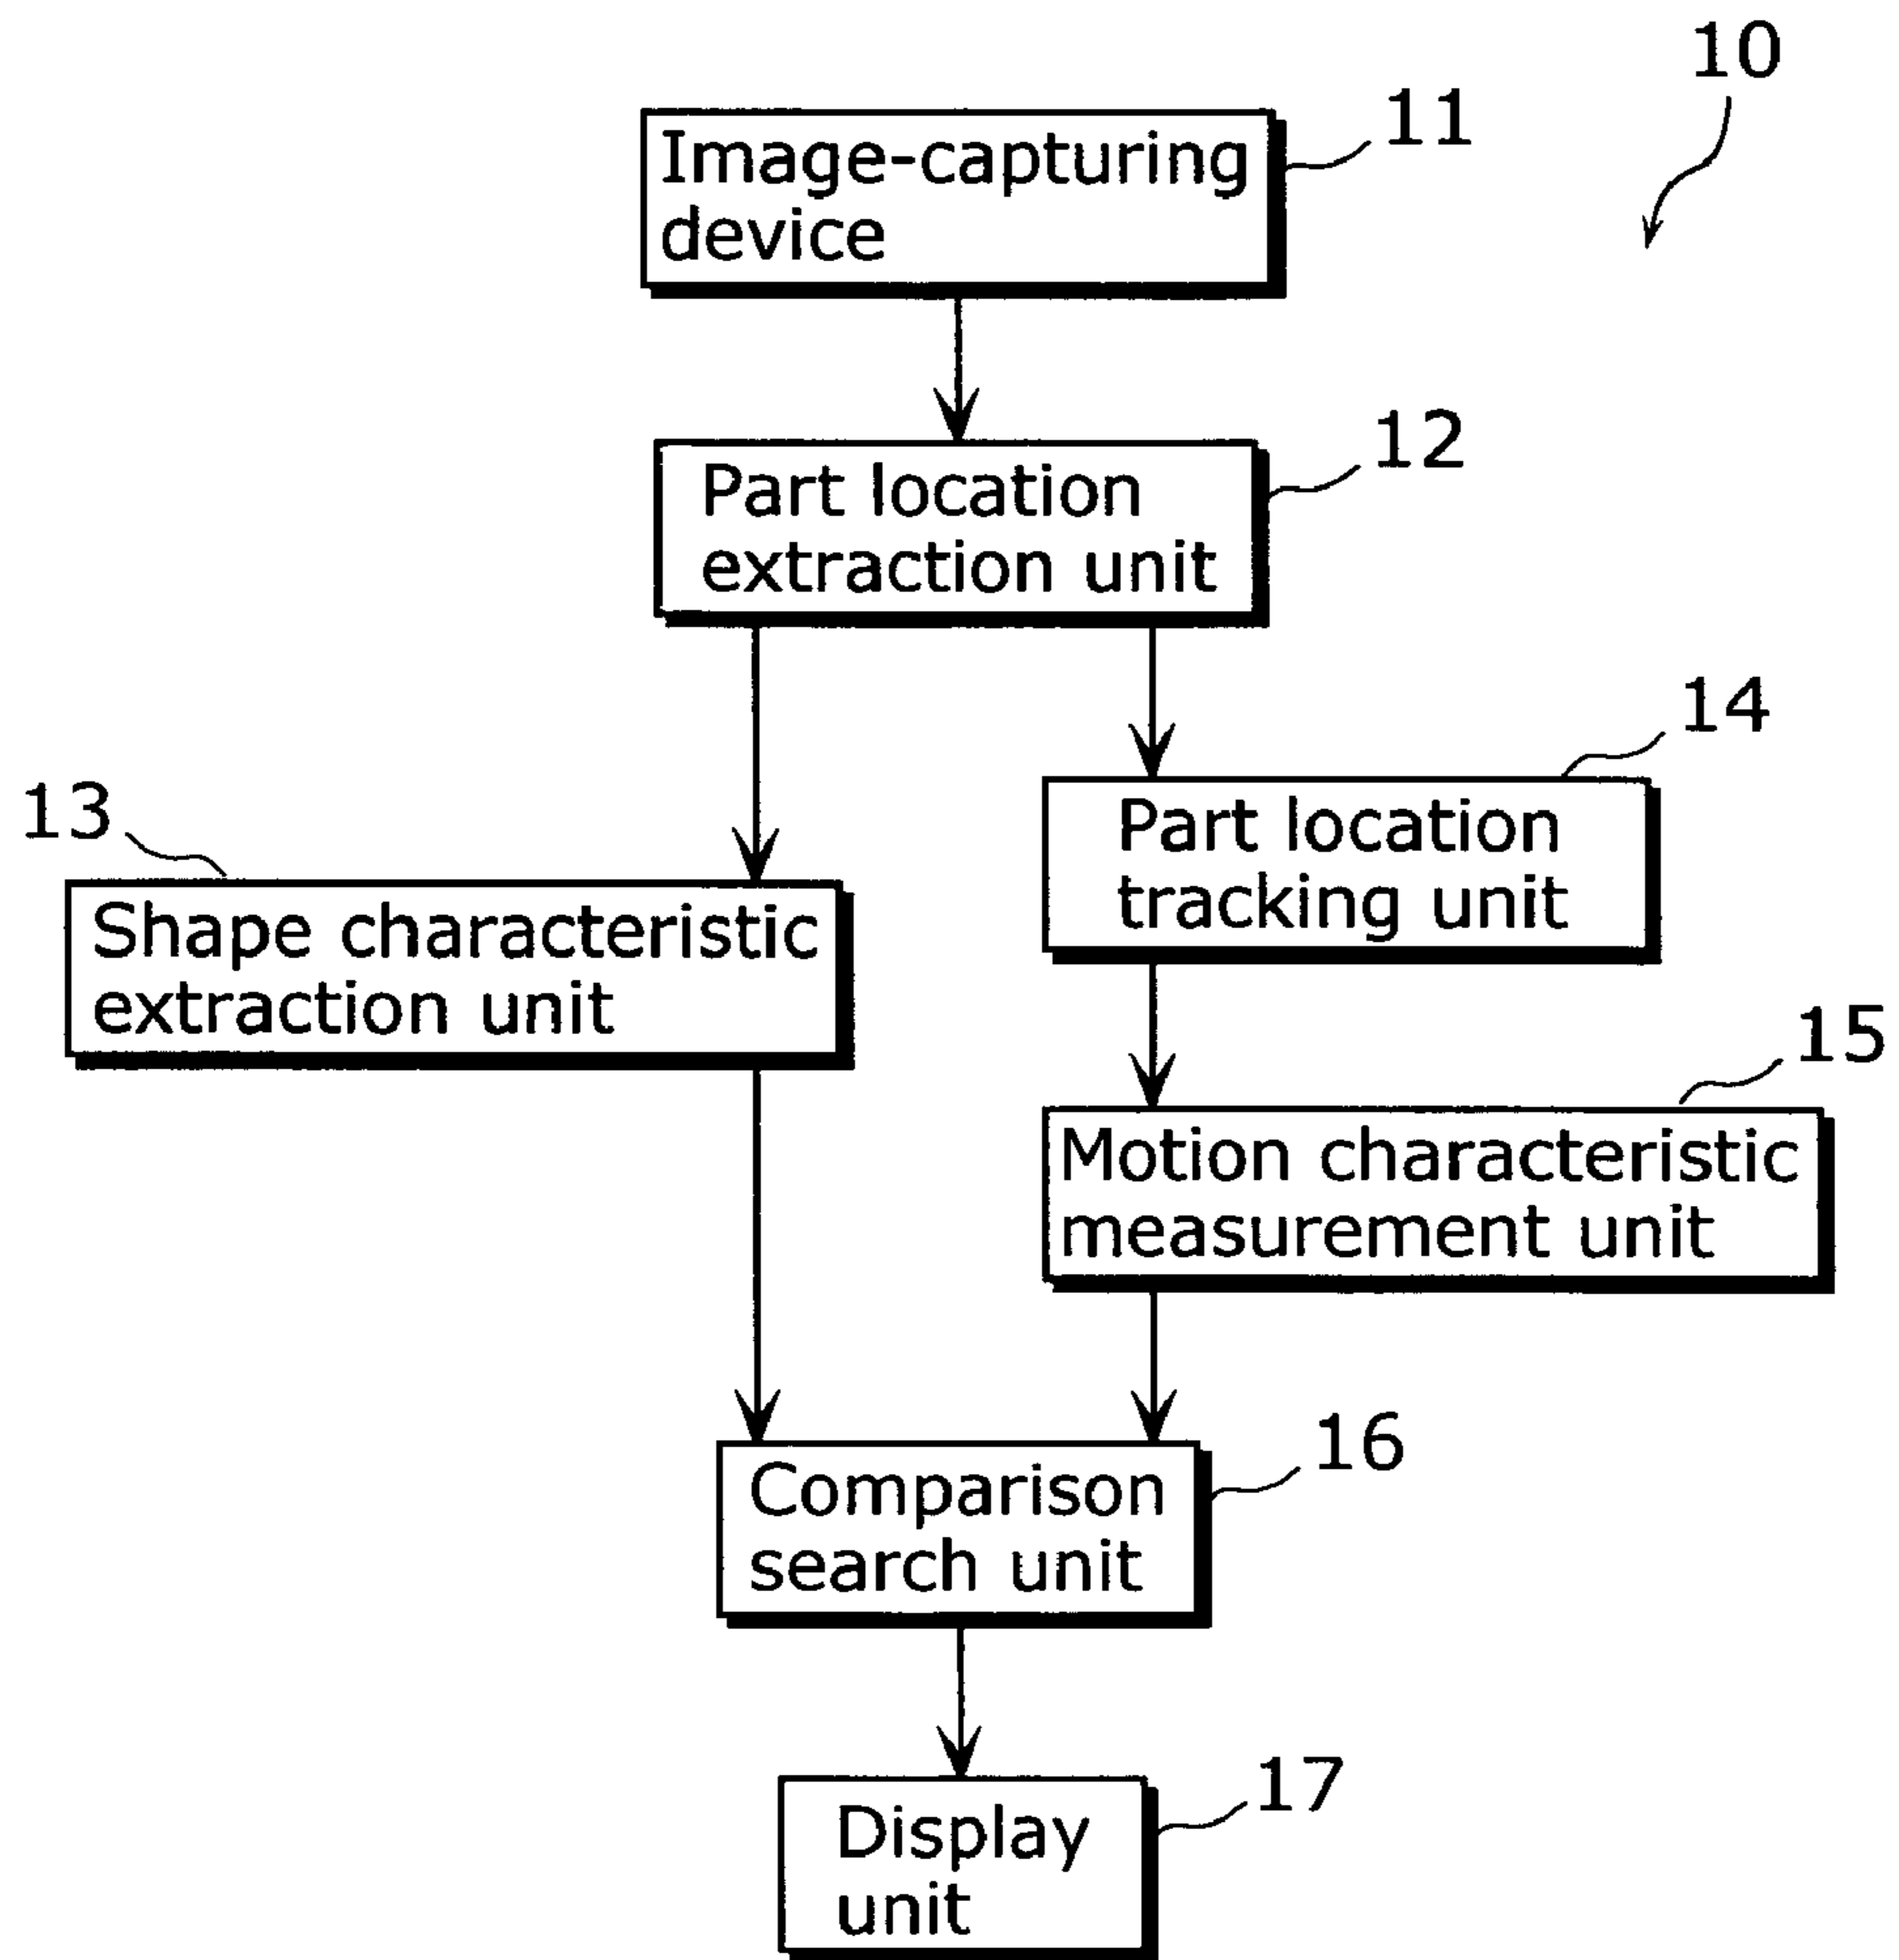 10
11
Image-capturing
device
12
Part location
extraction unit
14
Part location
tracking unit
13
Shape characteristic
extraction unit
15
Motion characteristic
measurement unit
16
Comparison
search unit
17
Display
unit